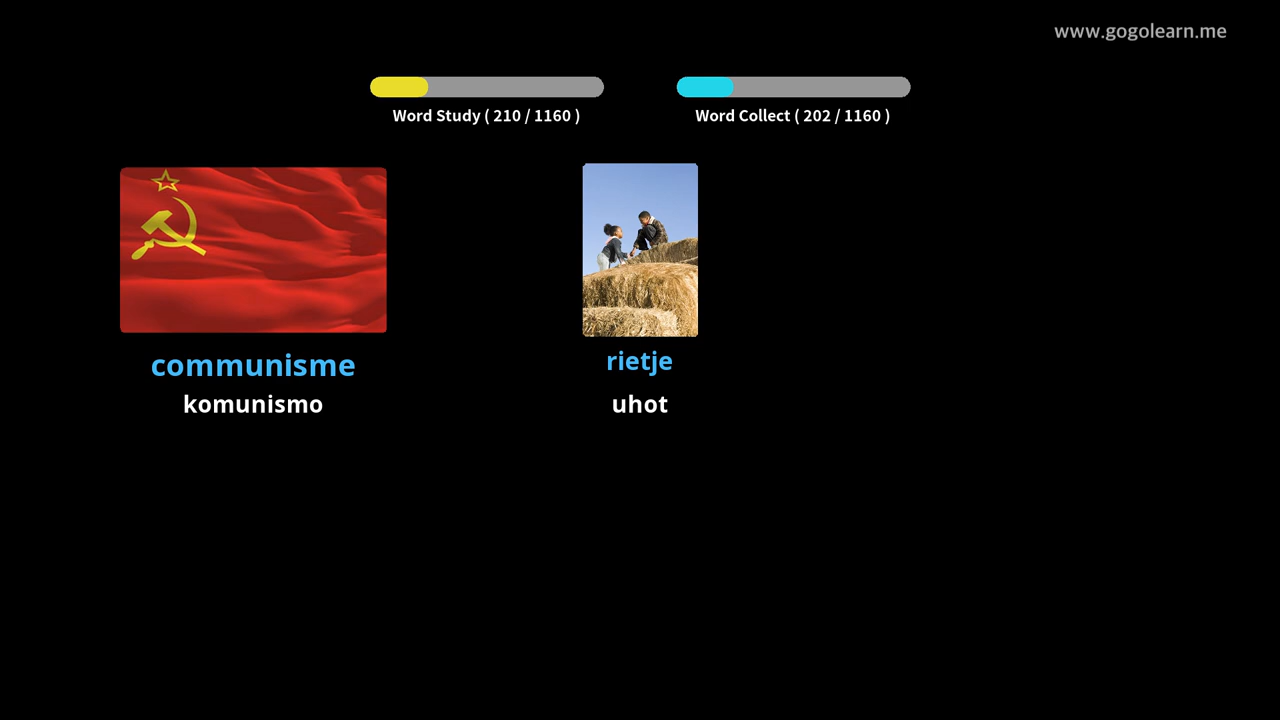 www.gogolearn.me
Word Study ( 210 / 1160 )
Word Collect ( 202 / 1160 )
communisme
komunismo
rietje
uhot